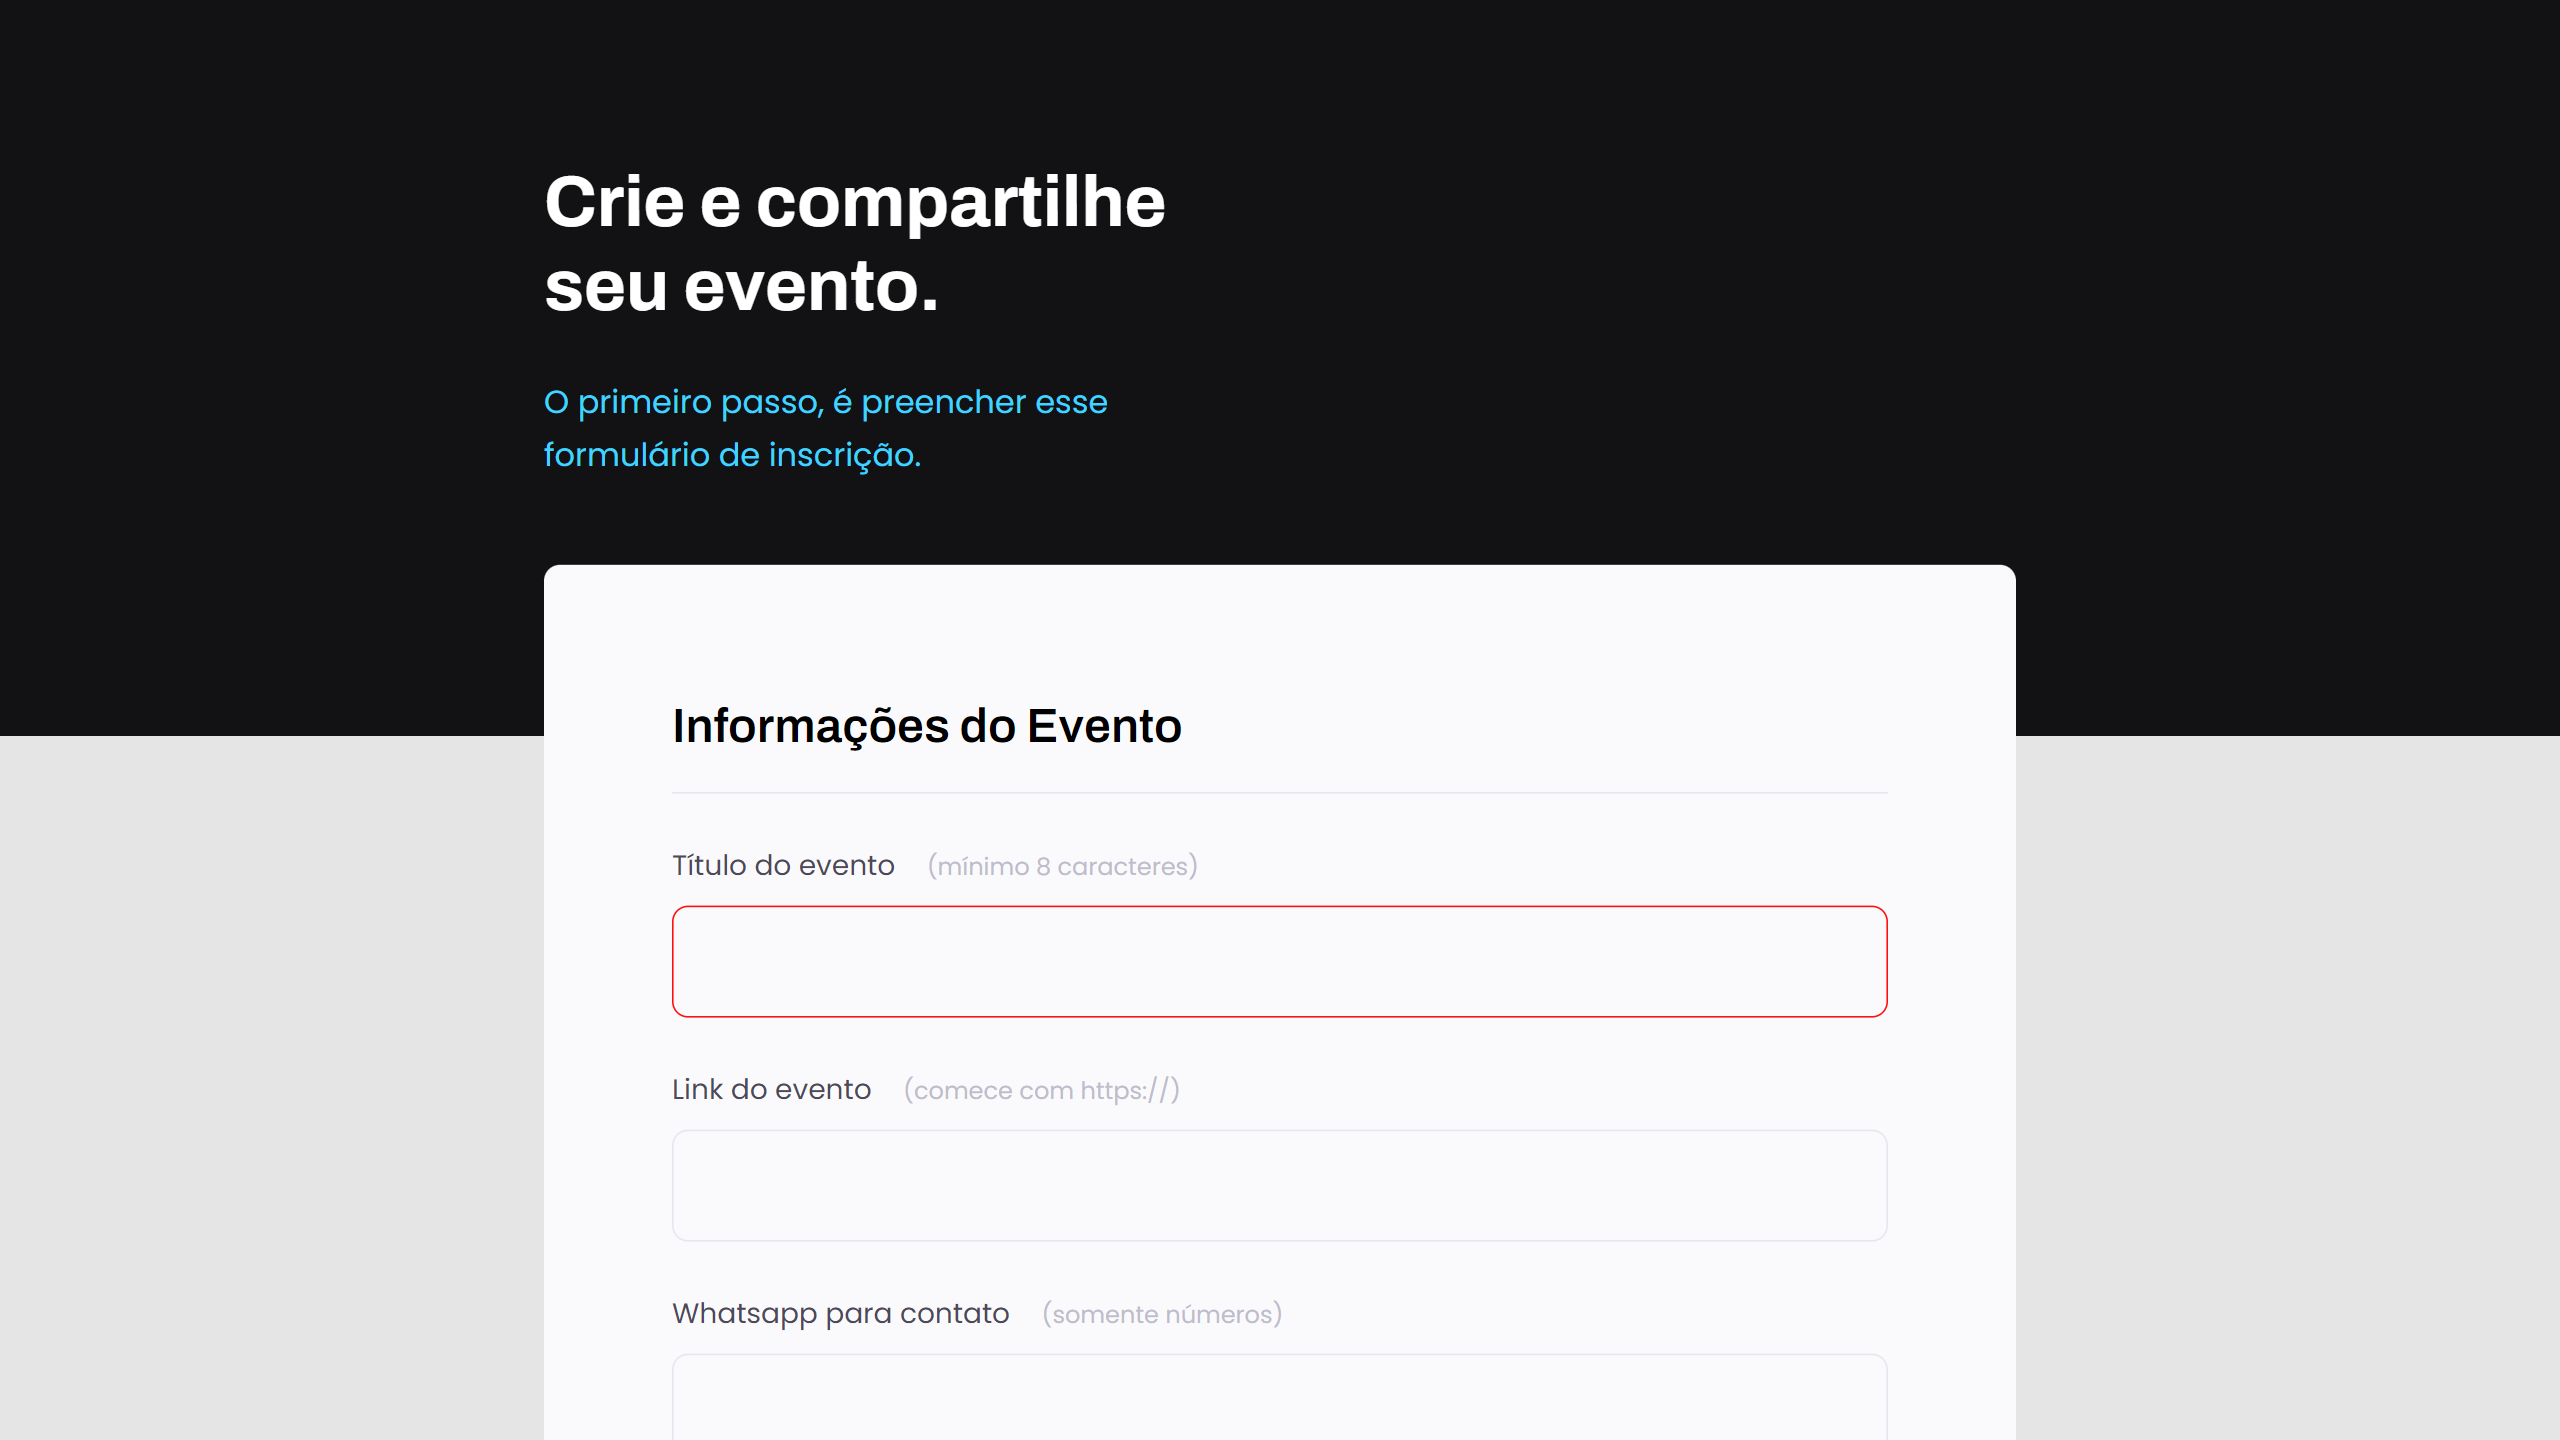 Crie e compartilhe
seu evento.
O primeiro passo, é preencher esse
formulário de inscrição.
Informações do Evento
Título do evento (mínimo 8 caracteres)
Link do evento (comece com https://)
Whatsapp para contato (somente números)